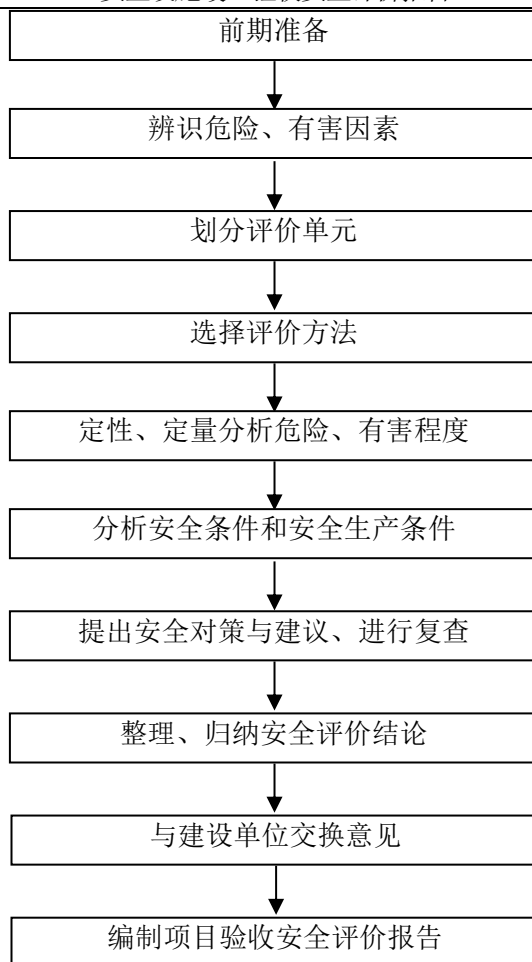 前期准备
辨识危险、有害因素
划分评价单元
选择评价方法
定性、定量分析危险、有害程度
分析安全条件和安全生产条件
提出安全对策与建议、进行复查
整理、归纳安全评价结论
与建设单位交换意见
编制项目验收安全评价报告